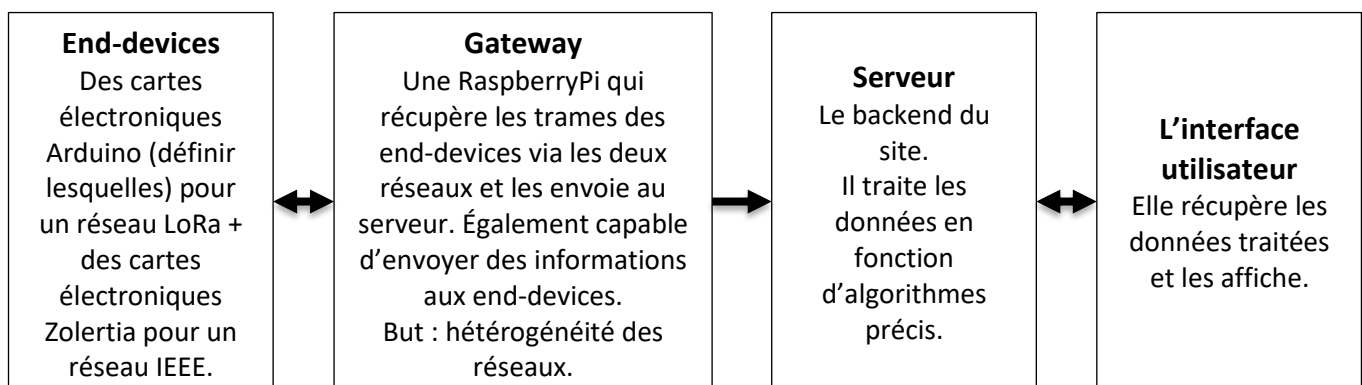 End-devices
Des cartes
électroniques
Arduino (définir
lesquelles) pour
un réseau LoRa +
des cartes
électroniques
Zolertia pour un
réseau IEEE.
Gateway
Une RaspberryPi qui
récupère les trames des
end-devices via les deux
réseaux et les envoie au
serveur. Également capable
d’envoyer des informations
aux end-devices.
But : hétérogénéité des
réseaux.
Serveur
Le backend du
site.
Il traite les
données en
fonction
d’algorithmes
précis.
L’interface
utilisateur
Elle récupère les
données traitées
et les affiche.